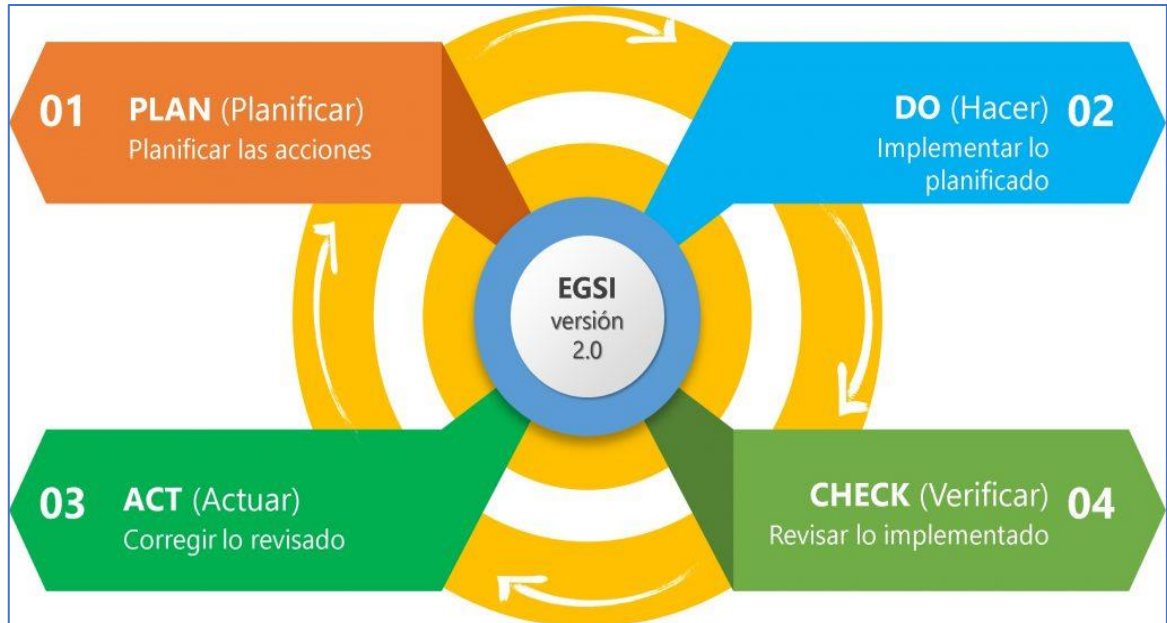 01
PLAN (Planificar)
Planificar las acciones
DO (Hacer)
Implementar lo
planificado
02
EGSI
versión
2.0
03
ACT (Actuar)
Corregir lo revisado
CHECK (Verificar)
Revisar lo implementado
04